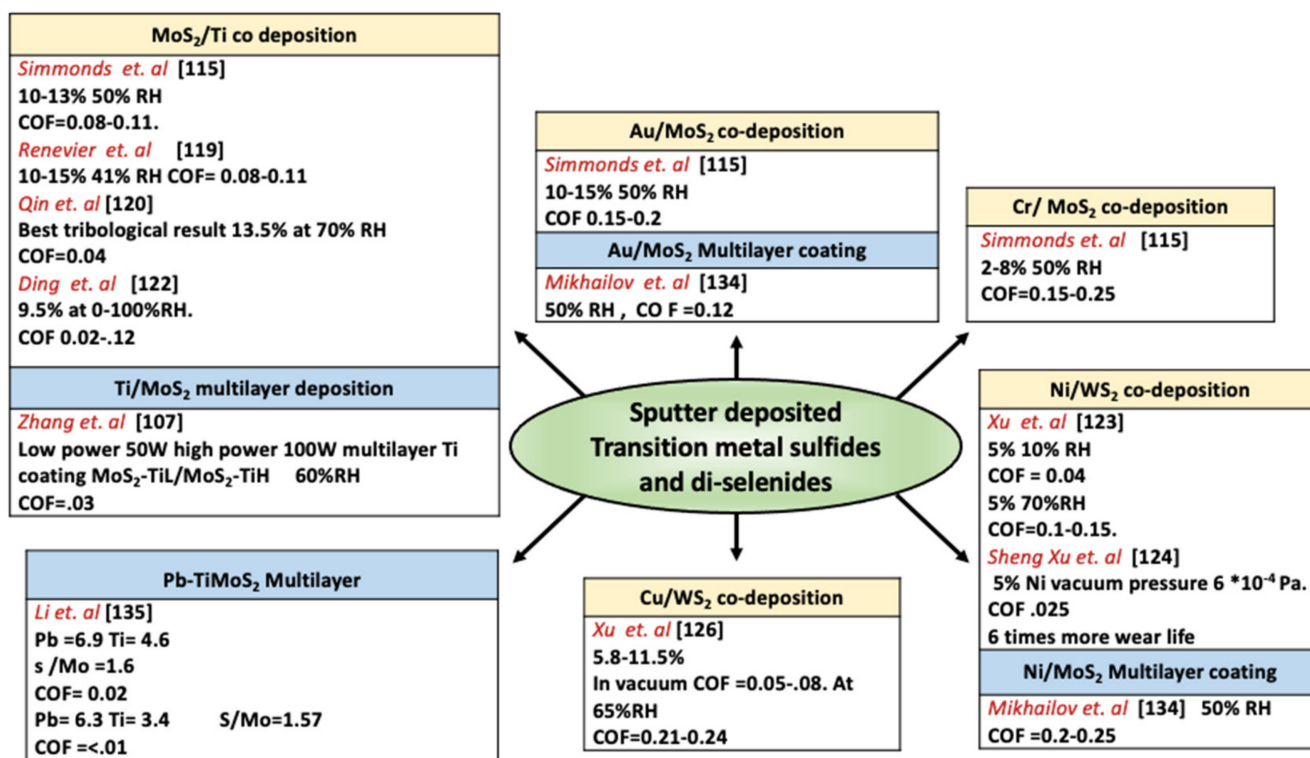 MoS₂/Ti co deposition
Simmonds et. al [115]
10-13% 50% RH
COF=0.08-0.11.
Renevier et. al [119]
10-15% 41% RH COF= 0.08-0.11
Qin et. al [120]
Best tribological result 13.5% at 70% RH
COF=0.04
Ding et. al [122]
9.5% at 0-100%RH.
COF 0.02-.12
Ti/MoS₂ multilayer deposition
Zhang et. al [107]
Low power 50W high power 100W multilayer Ti
coating MoS₂-TiL/MoS₂-TiH 60%RH
COF=.03
Au/MoS₂ co-deposition
Simmonds et. al [115]
10-15% 50% RH
COF 0.15-0.2
Au/MoS₂ Multilayer coating
Mikhailov et. al [134]
50% RH , CO F =0.12
Cr/ MoS₂ co-deposition
Simmonds et. al [115]
2-8% 50% RH
COF=0.15-0.25
Sputter deposited
Transition metal sulfides
and di-selenides
Ni/WS₂ co-deposition
Xu et. al [123]
5% 10% RH
COF = 0.04
5% 70%RH
COF=0.1-0.15.
Sheng Xu et. al [124]
5% Ni vacuum pressure 6 *10⁻⁴ Pa.
COF .025
6 times more wear life
Ni/MoS₂ Multilayer coating
Mikhailov et. al [134] 50% RH
COF =0.2-0.25
Pb-TiMoS₂ Multilayer
Li et. al [135]
Pb =6.9 Ti= 4.6
s /Mo =1.6
COF= 0.02
Pb= 6.3 Ti= 3.4 S/Mo=1.57
COF =<.01
Cu/WS₂ co-deposition
Xu et. al [126]
5.8-11.5%
In vacuum COF =0.05-.08. At
65%RH
COF=0.21-0.24